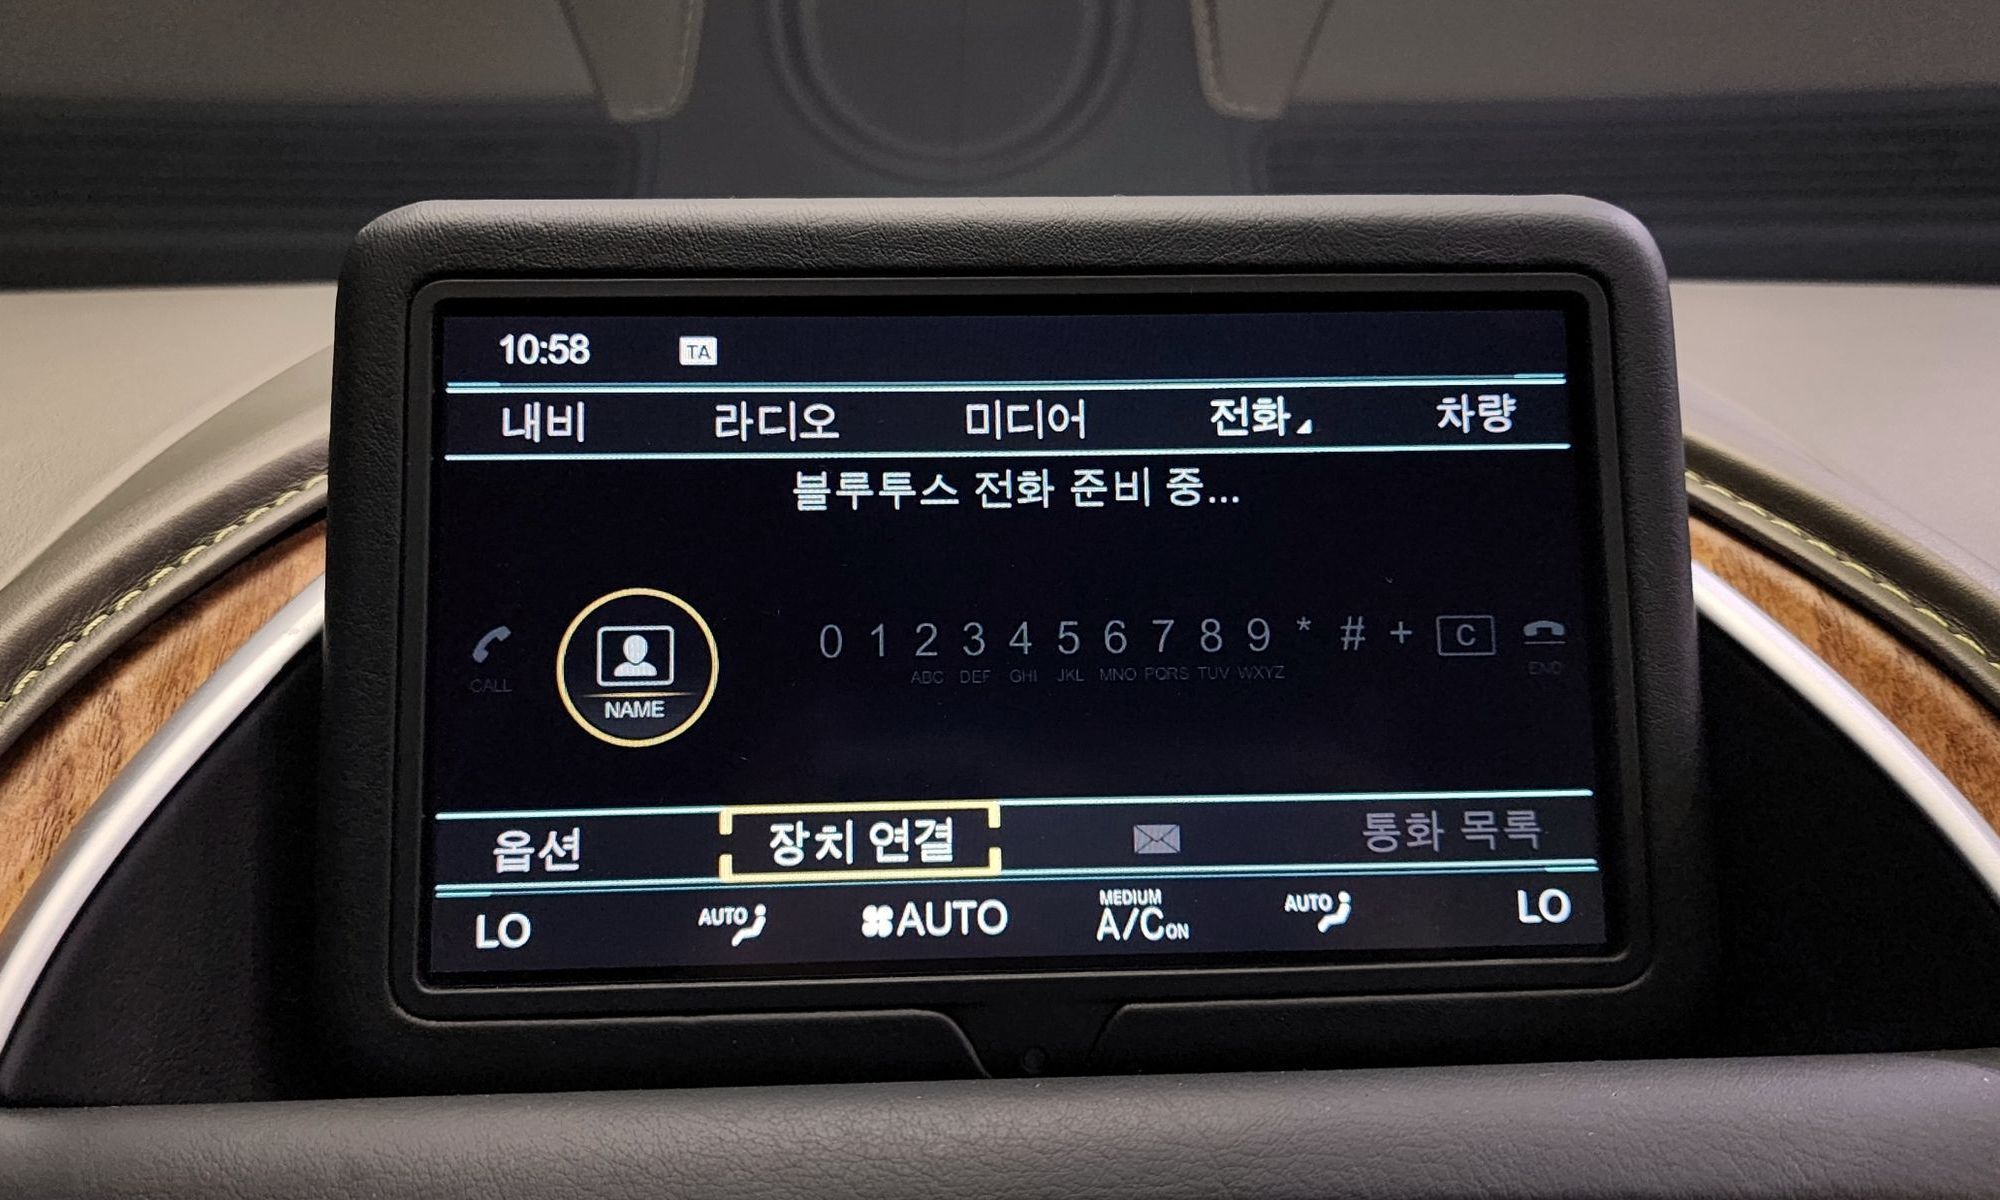 10:58 TA
내비 라디오 미디어 전화 차량
블루투스 전화 준비 중...
0 1 2 3 4 5 6 7 8 9 * # + C
CALL ABC DEF GHI JKL MNO PQRS TUV WXYZ END
NAME
옵션 장치 연결 통화 목록
LO AUTO AUTO MEDIUM A/C ON AUTO LO